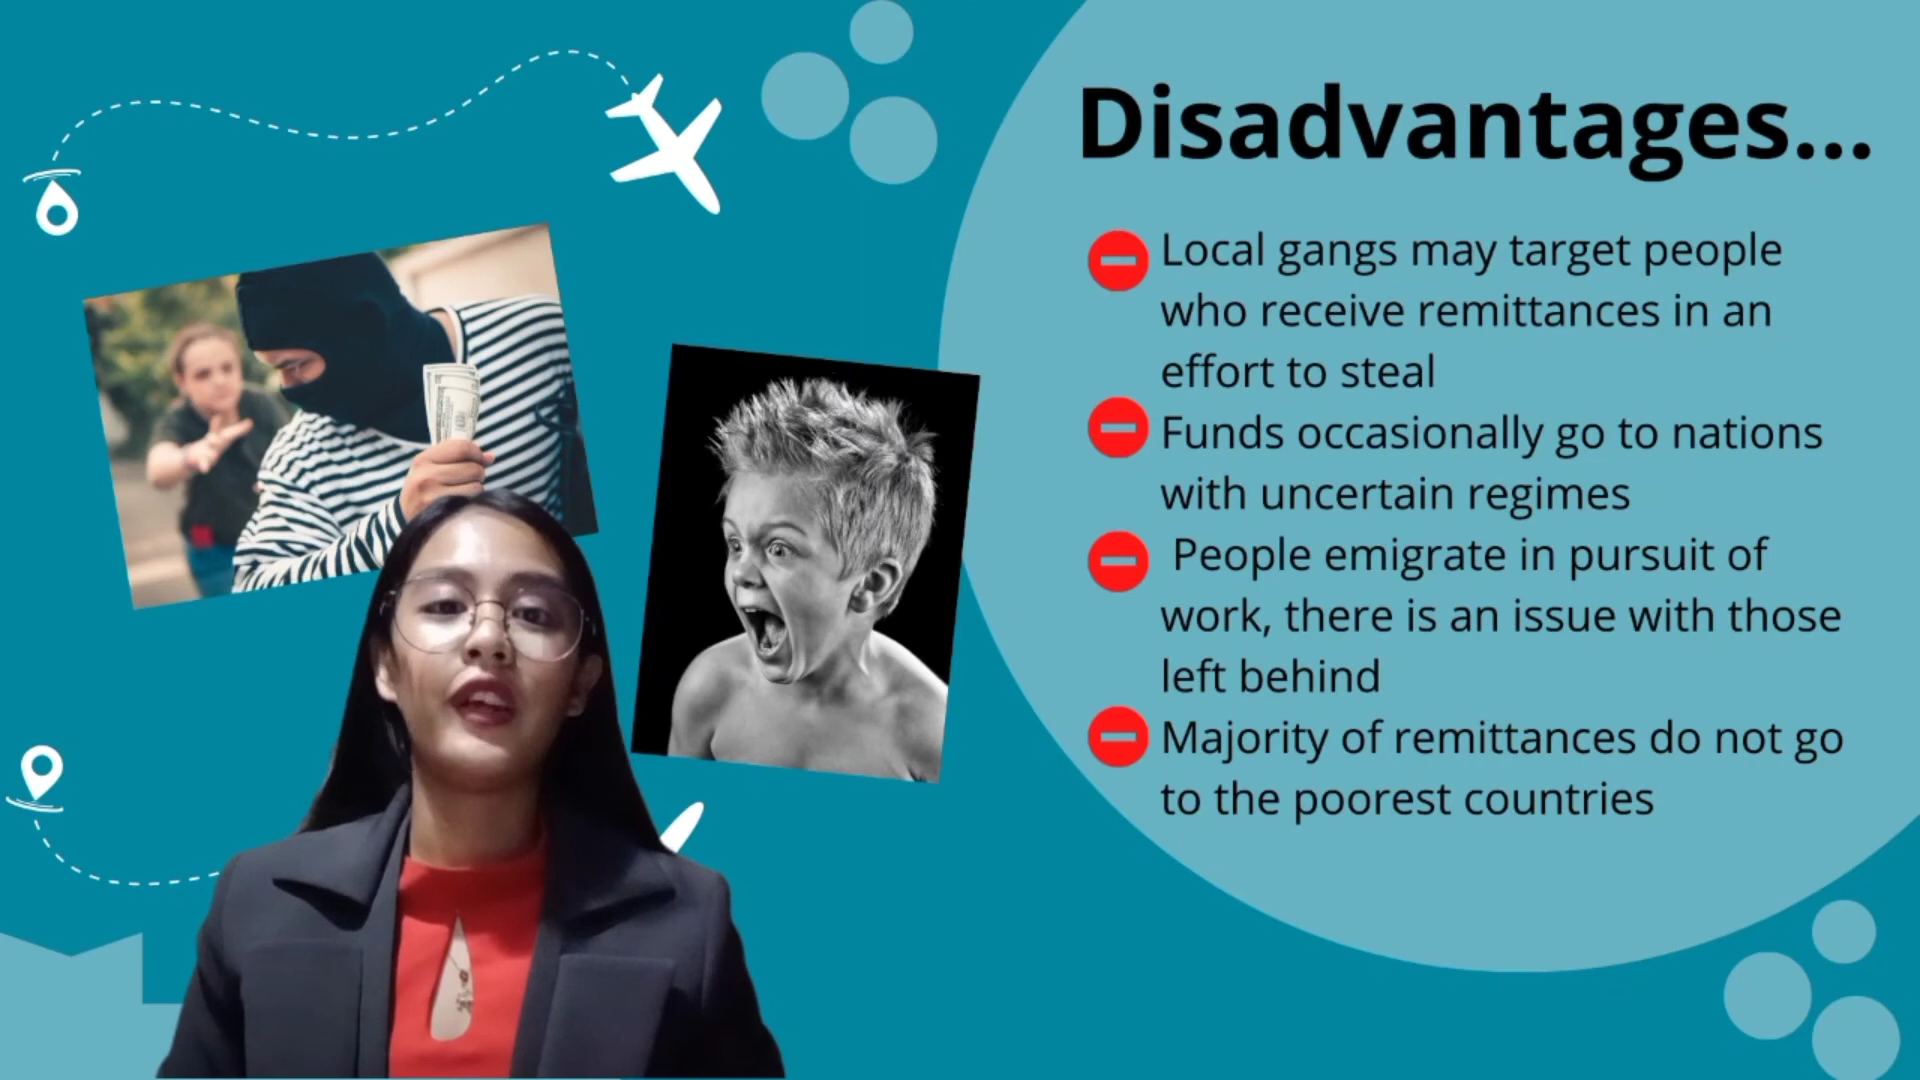 Disadvantages...
Local gangs may target people
who receive remittances in an
effort to steal
Funds occasionally go to nations
with uncertain regimes
People emigrate in pursuit of
work, there is an issue with those
left behind
Majority of remittances do not go
to the poorest countries